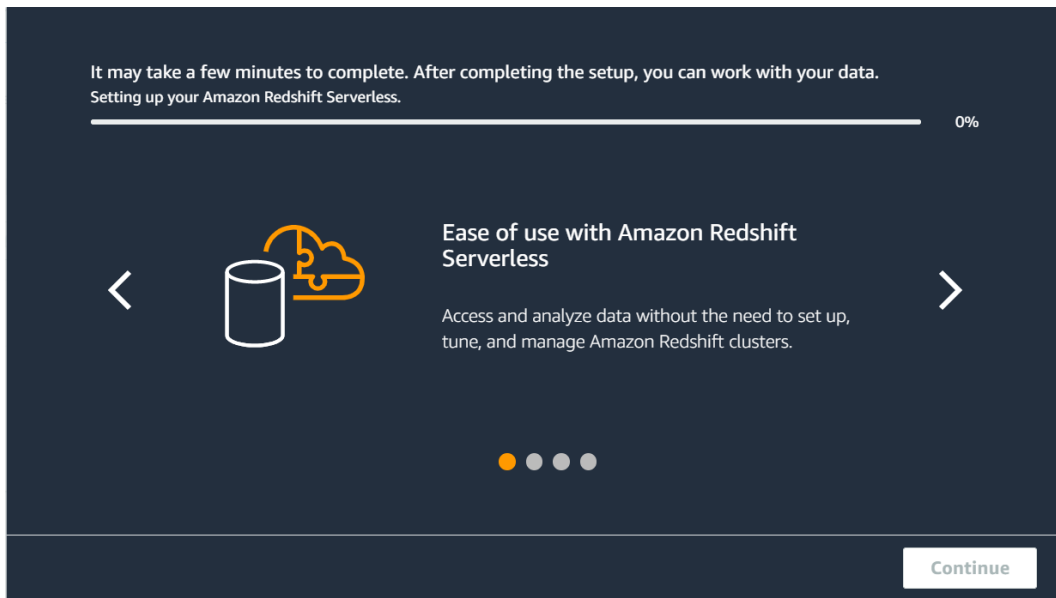 It may take a few minutes to complete. After completing the setup, you can work with your data.
Setting up your Amazon Redshift Serverless.
0%
Ease of use with Amazon Redshift
Serverless
Access and analyze data without the need to set up,
tune, and manage Amazon Redshift clusters.
Continue